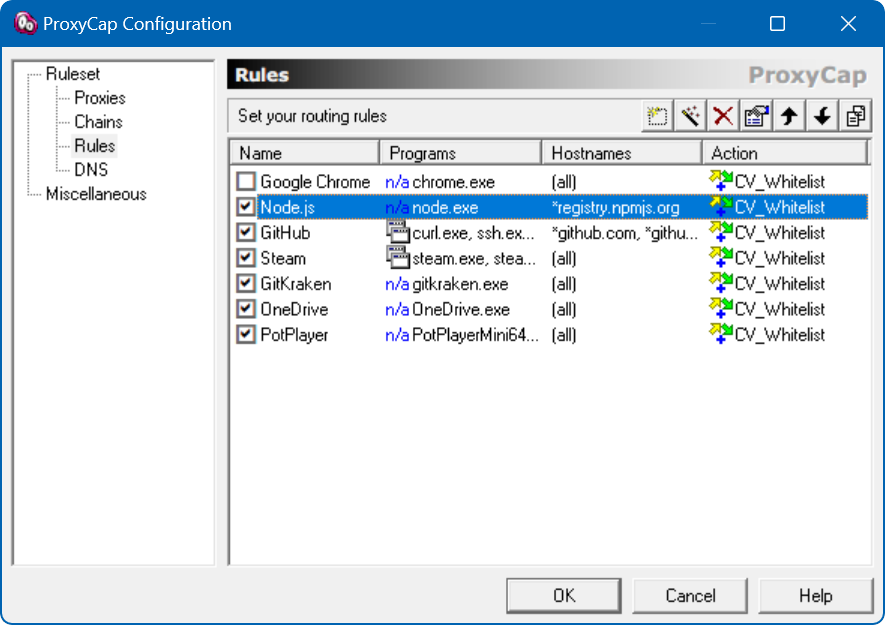 ProxyCap Configuration
Ruleset
Proxies
Chains
Rules
DNS
Miscellaneous
Rules ProxyCap
Set your routing rules
Name Programs Hostnames Action
Google Chrome n/a chrome.exe (all) CV_Whitelist
Node.js n/a node.exe *registry.npmjs.org CV_Whitelist
GitHub curl.exe, ssh.ex... *github.com, *githu... CV_Whitelist
Steam steam.exe, stea... (all) CV_Whitelist
GitKraken n/a gitkraken.exe (all) CV_Whitelist
OneDrive n/a OneDrive.exe (all) CV_Whitelist
PotPlayer n/a PotPlayerMini64... (all) CV_Whitelist
OK Cancel Help